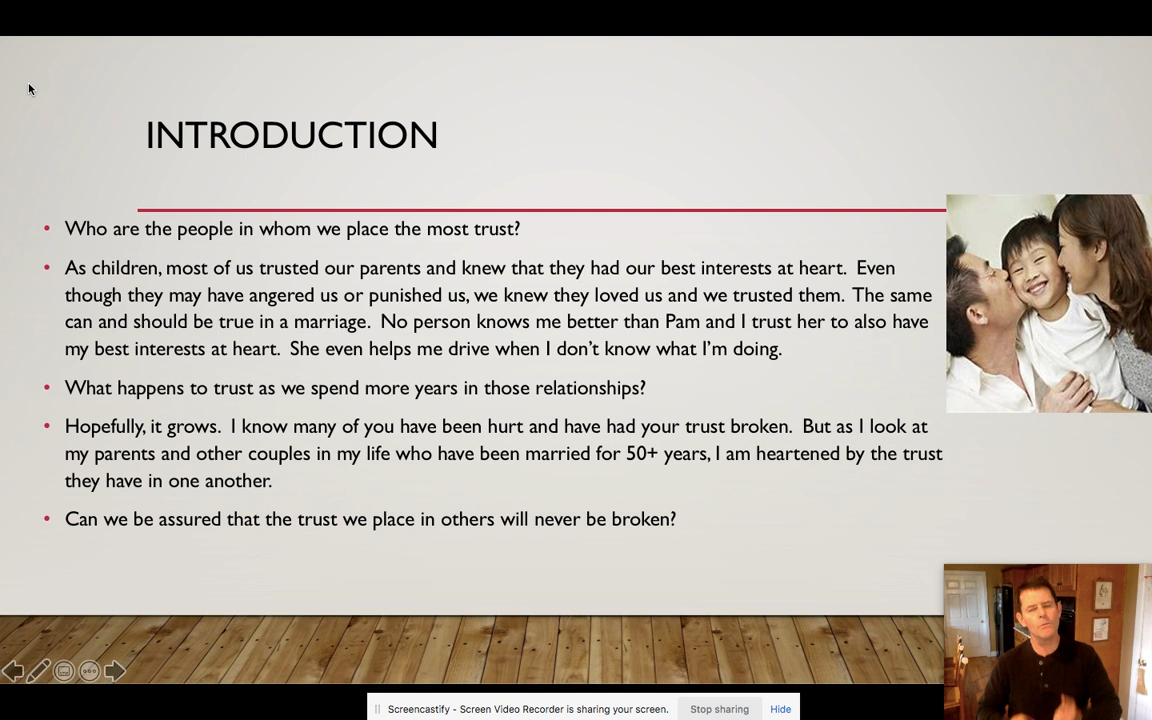 INTRODUCTION
• Who are the people in whom we place the most trust?
• As children, most of us trusted our parents and knew that they had our best interests at heart.  Even
though they may have angered us or punished us, we knew they loved us and we trusted them.  The same
can and should be true in a marriage.  No person knows me better than Pam and I trust her to also have
my best interests at heart.  She even helps me drive when I don’t know what I’m doing.
• What happens to trust as we spend more years in those relationships?
• Hopefully, it grows.  I know many of you have been hurt and have had your trust broken.  But as I look at
my parents and other couples in my life who have been married for 50+ years, I am heartened by the trust
they have in one another.
• Can we be assured that the trust we place in others will never be broken?
Screencastify - Screen Video Recorder is sharing your screen. Stop sharing Hide